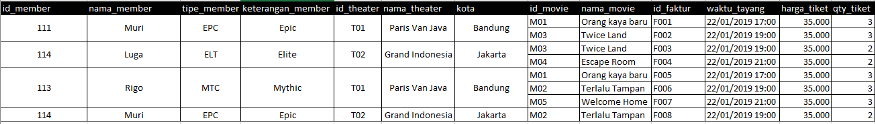 id_member nama_member tipe_member keterangan_member id_theater nama_theater kota id_movie nama_movie id_faktur waktu_tayang harga_tiket qty_tiket
111 Muri EPC Epic T01 Paris Van Java Bandung M01 Orang kaya baru F001 22/01/2019 17:00 35.000 3
M03 Twice Land F002 22/01/2019 19:00 35.000 3
114 Luga ELT Elite T02 Grand Indonesia Jakarta M03 Twice Land F003 22/01/2019 19:00 35.000 2
M04 Escape Room F004 22/01/2019 21:00 35.000 2
113 Rigo MTC Mythic T01 Paris Van Java Bandung M01 Orang kaya baru F005 22/01/2019 17:00 35.000 3
M02 Terlalu Tampan F006 22/01/2019 19:00 35.000 3
M05 Welcome Home F007 22/01/2019 21:00 35.000 3
114 Muri EPC Epic T02 Grand Indonesia Jakarta M02 Terlalu Tampan F008 22/01/2019 19:00 35.000 2